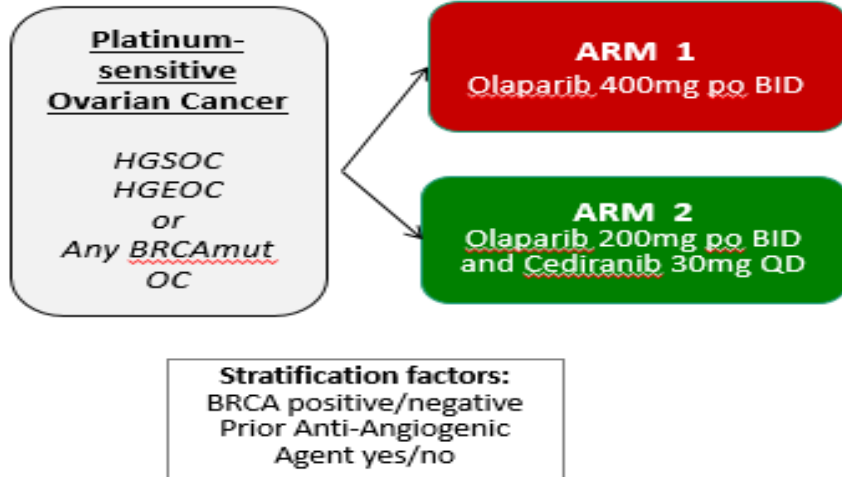 Platinum-
sensitive
Ovarian Cancer
HGSOC
HGEOC
or
Any BRCAmut
OC
ARM 1
Olaparib 400mg po BID
ARM 2
Olaparib 200mg po BID
and Cediranib 30mg QD
Stratification factors:
BRCA positive/negative
Prior Anti-Angiogenic
Agent yes/no